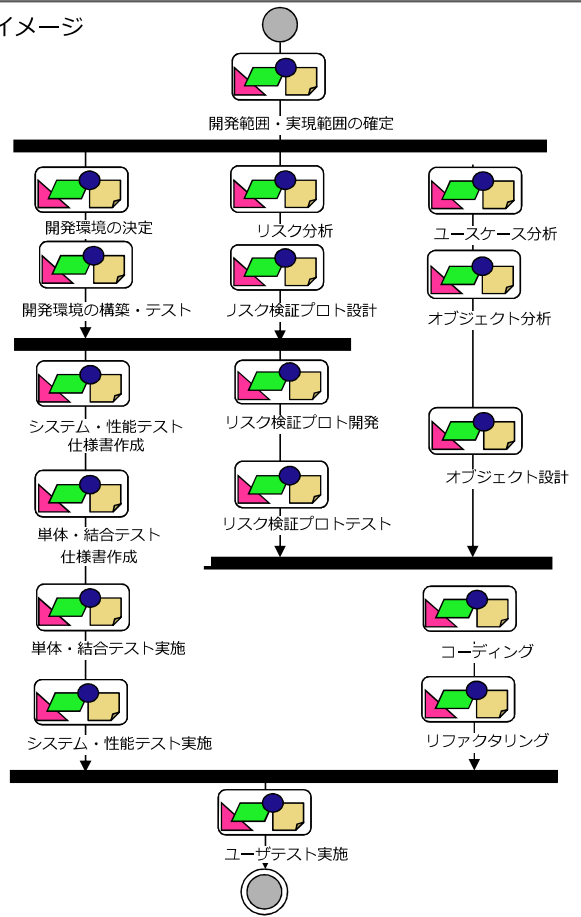 イメージ
開発範囲・実現範囲の確定
開発環境の決定
リスク分析
ユースケース分析
開発環境の構築・テスト
リスク検証プロト設計
オブジェクト分析
システム・性能テスト
仕様書作成
リスク検証プロト開発
オブジェクト設計
単体・結合テスト
仕様書作成
リスク検証プロトテスト
単体・結合テスト実施
コーディング
システム・性能テスト実施
リファクタリング
ユーザテスト実施